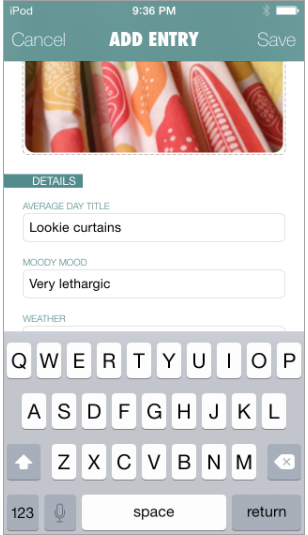 iPod 9:36 PM
Cancel ADD ENTRY Save
DETAILS
AVERAGE DAY TITLE
Lookie curtains
MOODY MOOD
Very lethargic
WEATHER
Q W E R T Y U I O P
A S D F G H J K L
Z X C V B N M
123 space return